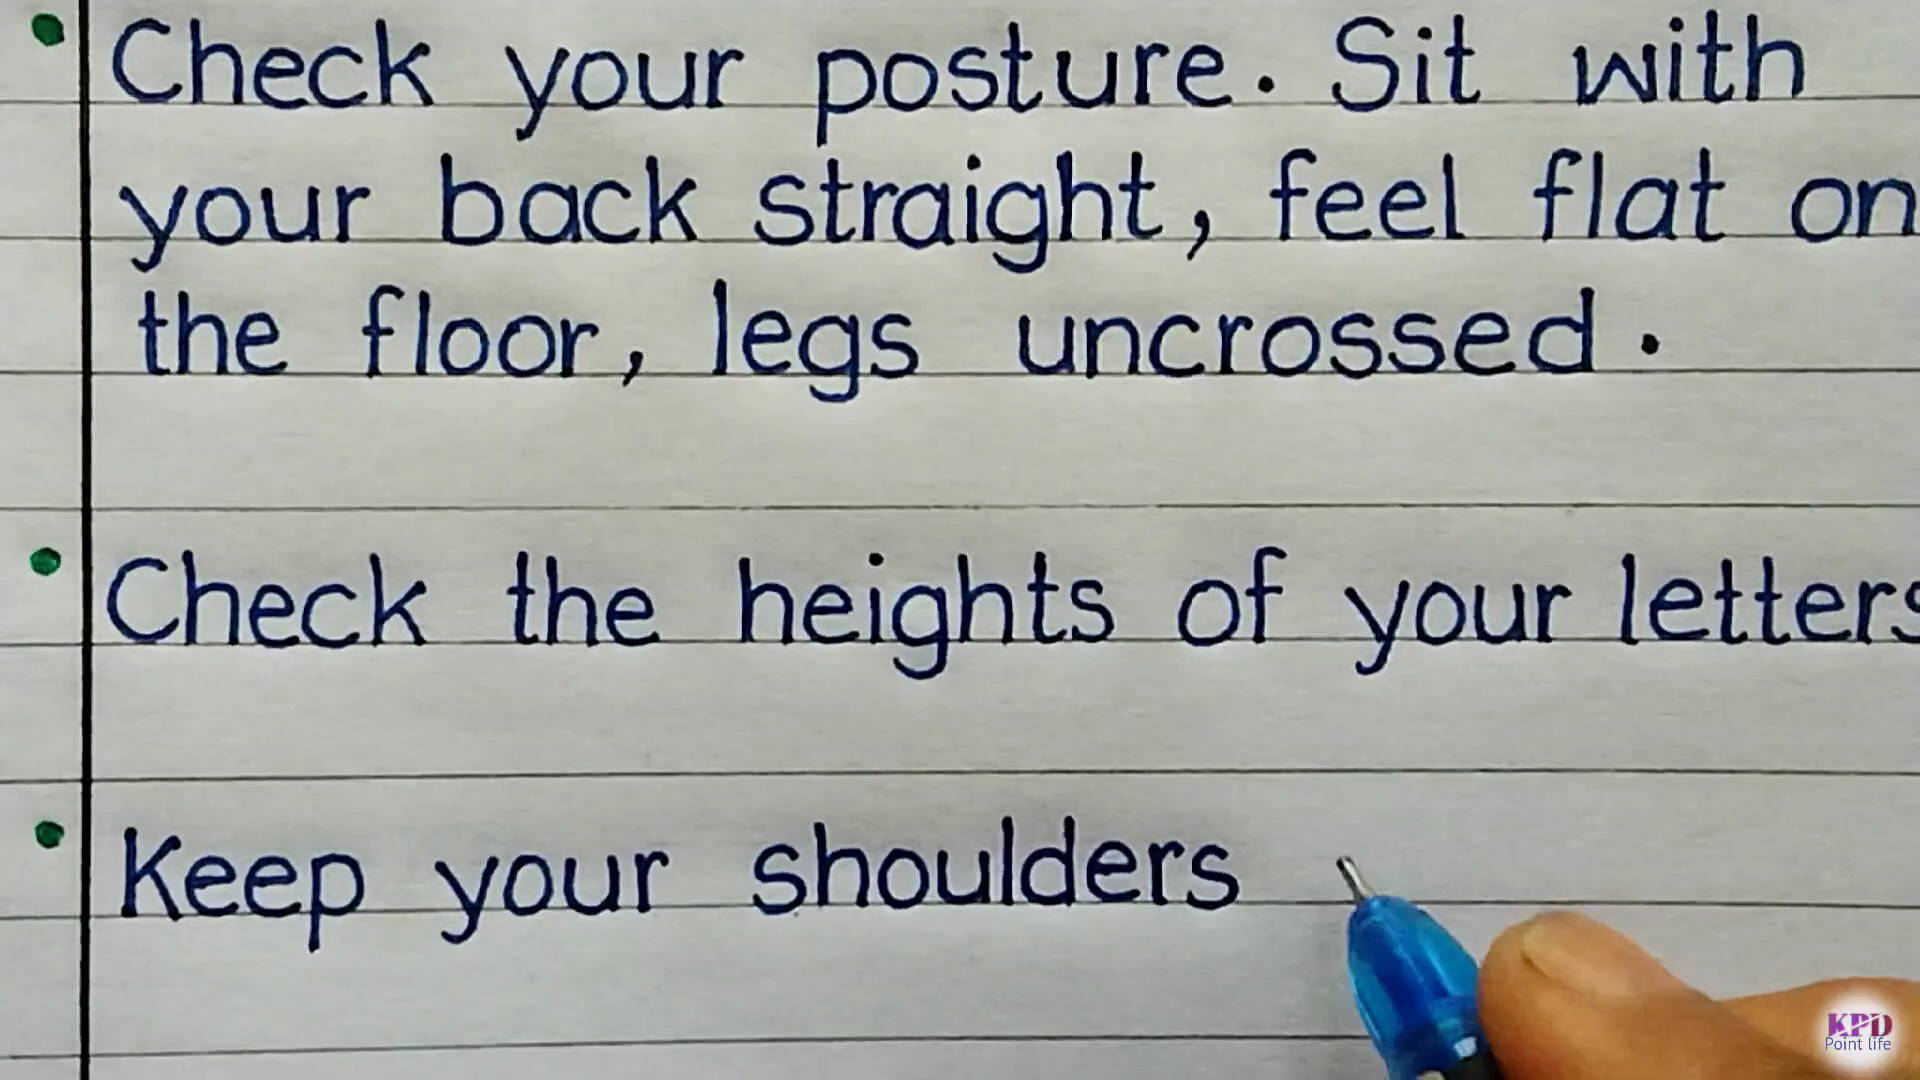 Check your posture. Sit with
your back straight, feel flat on
the floor, legs uncrossed.
Check the heights of your letters
Keep your shoulders
KPD
Point life